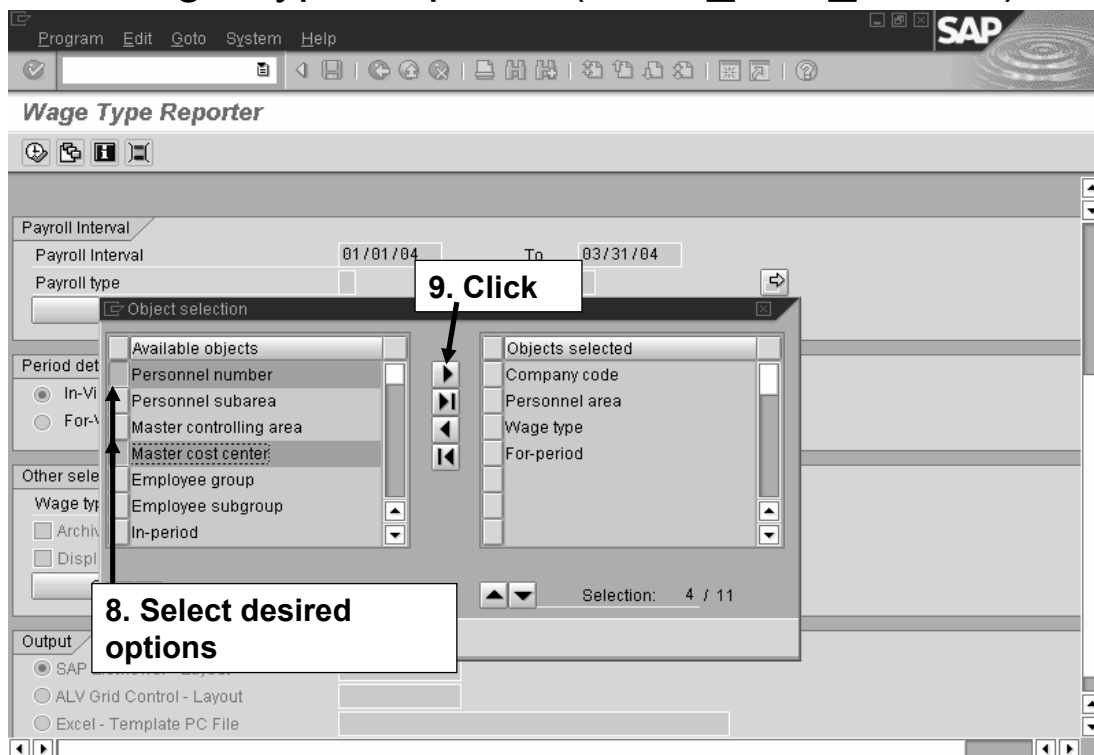 Program Edit Goto System Help
SAP
Wage Type Reporter
Payroll Interval
Payroll Interval 01/01/04 To 03/31/04
Payroll type
9. Click
Object selection
Available objects Objects selected
Period det
Personnel number Company code
In-Vi
Personnel subarea Personnel area
For-V
Master controlling area Wage type
Master cost center For-period
Other sele
Employee group
Wage typ
Employee subgroup
Archiv
In-period
Displ
8. Select desired
options
Selection: 4 / 11
Output
SAP
ALV Grid Control - Layout
Excel - Template PC File